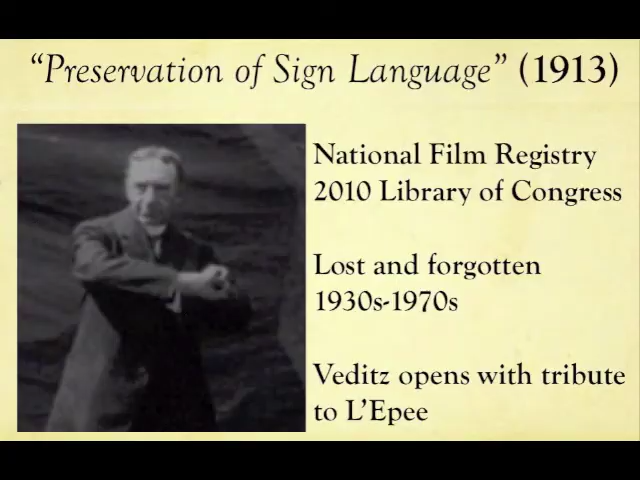 “Preservation of Sign Language” (1913)
National Film Registry
2010 Library of Congress
Lost and forgotten
1930s-1970s
Veditz opens with tribute
to L’Epee